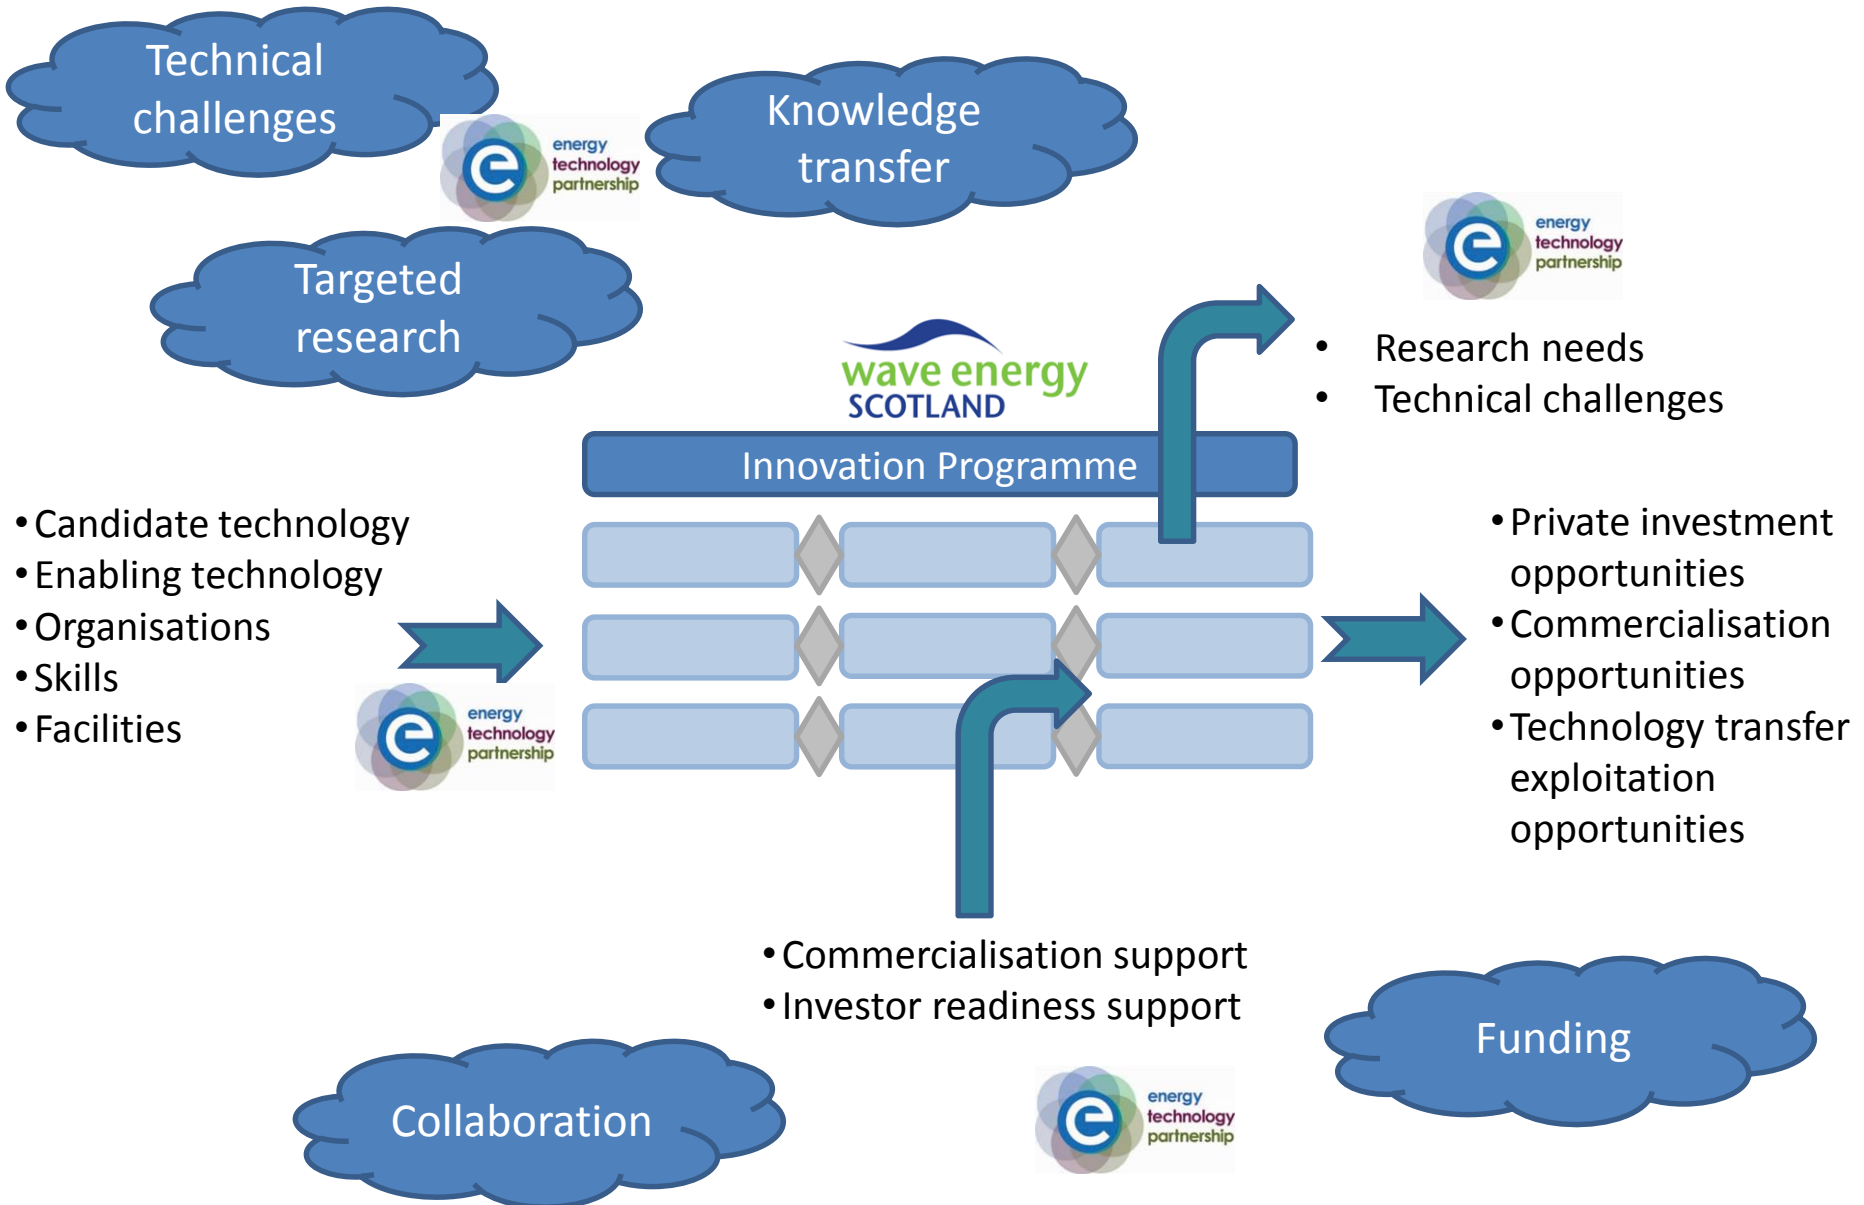 Technical
challenges
energy
technology
partnership
Knowledge
transfer
Targeted
research
energy
technology
partnership
wave energy
SCOTLAND
• Research needs
• Technical challenges
Innovation Programme
• Candidate technology
• Enabling technology
• Organisations
• Skills
• Facilities
energy
technology
partnership
• Private investment
opportunities
• Commercialisation
opportunities
• Technology transfer
exploitation
opportunities
• Commercialisation support
• Investor readiness support
Funding
Collaboration
energy
technology
partnership